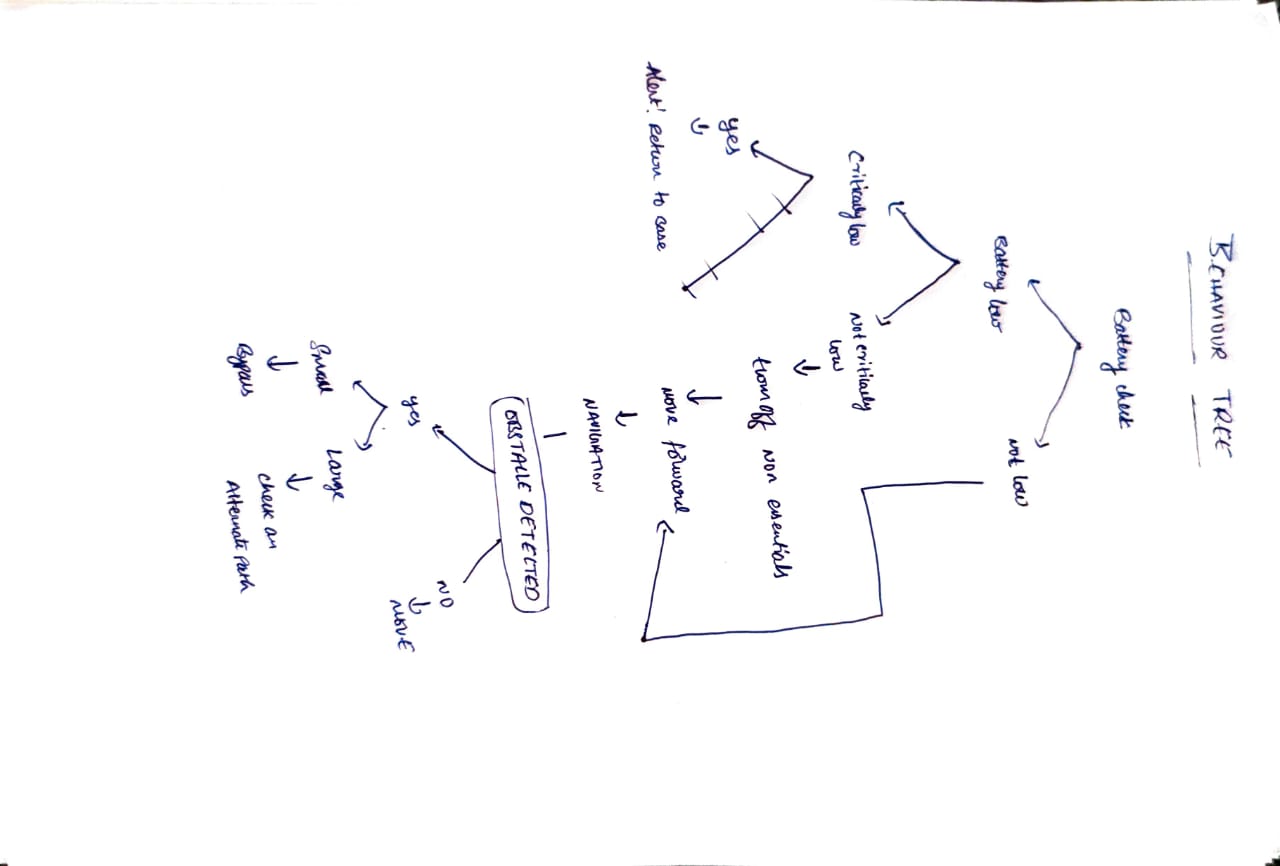 BEHAVIOUR TREE
Battery check
Battery low
Not low
Critically low
Not critically
low
yes
Alert! Return to base
turn off non essentials
move forward
NAVIGATION
OBSTACLE DETECTED
yes
NO
MOVE
Small
Large
Bypass
Check an
Alternate Path